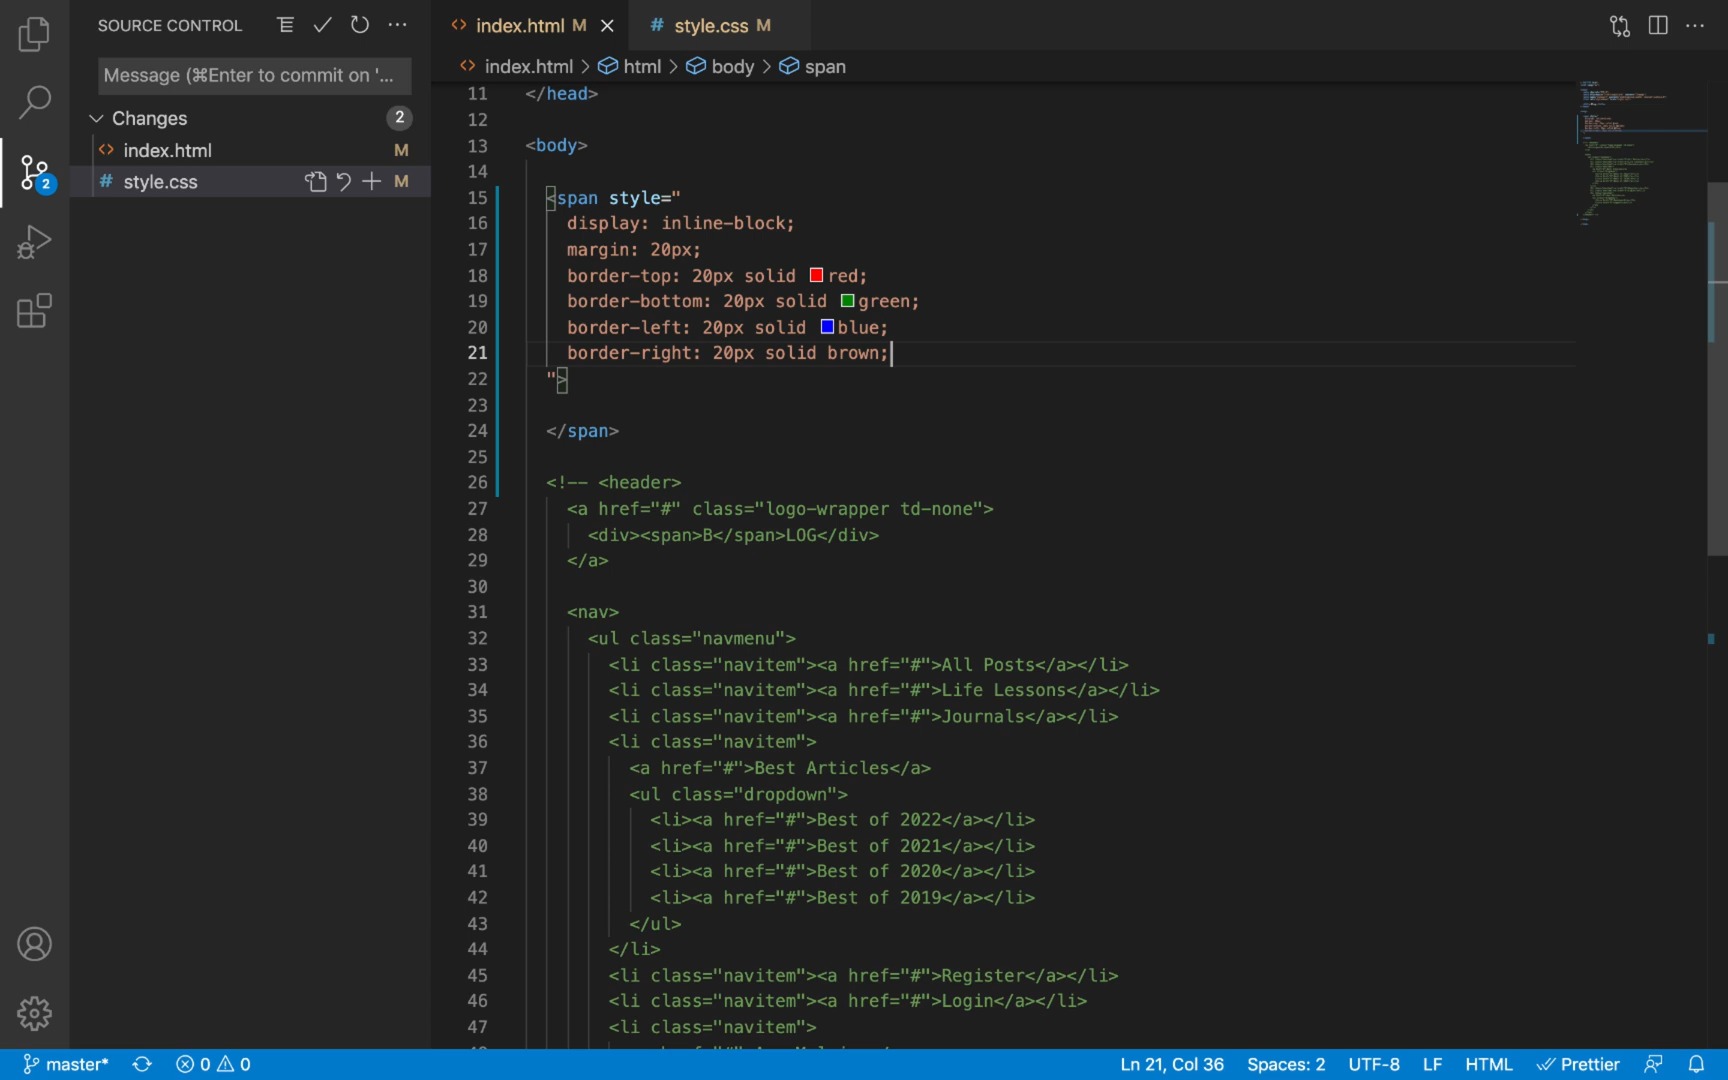 SOURCE CONTROL
Message (⌘Enter to commit on '...
Changes 2
index.html M
# style.css M
2
<> index.html M
# style.css M
<> index.html > html > body > span
11 </head>
12
13 <body>
14
15 <span style="
16 display: inline-block;
17 margin: 20px;
18 border-top: 20px solid red;
19 border-bottom: 20px solid green;
20 border-left: 20px solid blue;
21 border-right: 20px solid brown;
22 ">
23
24 </span>
25
26 <!-- <header>
27 <a href="#" class="logo-wrapper td-none">
28 <div><span>B</span>LOG</div>
29 </a>
30
31 <nav>
32 <ul class="navmenu">
33 <li class="navitem"><a href="#">All Posts</a></li>
34 <li class="navitem"><a href="#">Life Lessons</a></li>
35 <li class="navitem"><a href="#">Journals</a></li>
36 <li class="navitem">
37 <a href="#">Best Articles</a>
38 <ul class="dropdown">
39 <li><a href="#">Best of 2022</a></li>
40 <li><a href="#">Best of 2021</a></li>
41 <li><a href="#">Best of 2020</a></li>
42 <li><a href="#">Best of 2019</a></li>
43 </ul>
44 </li>
45 <li class="navitem"><a href="#">Register</a></li>
46 <li class="navitem"><a href="#">Login</a></li>
47 <li class="navitem">
master* 0 0 Ln 21, Col 36 Spaces: 2 UTF-8 LF HTML Prettier